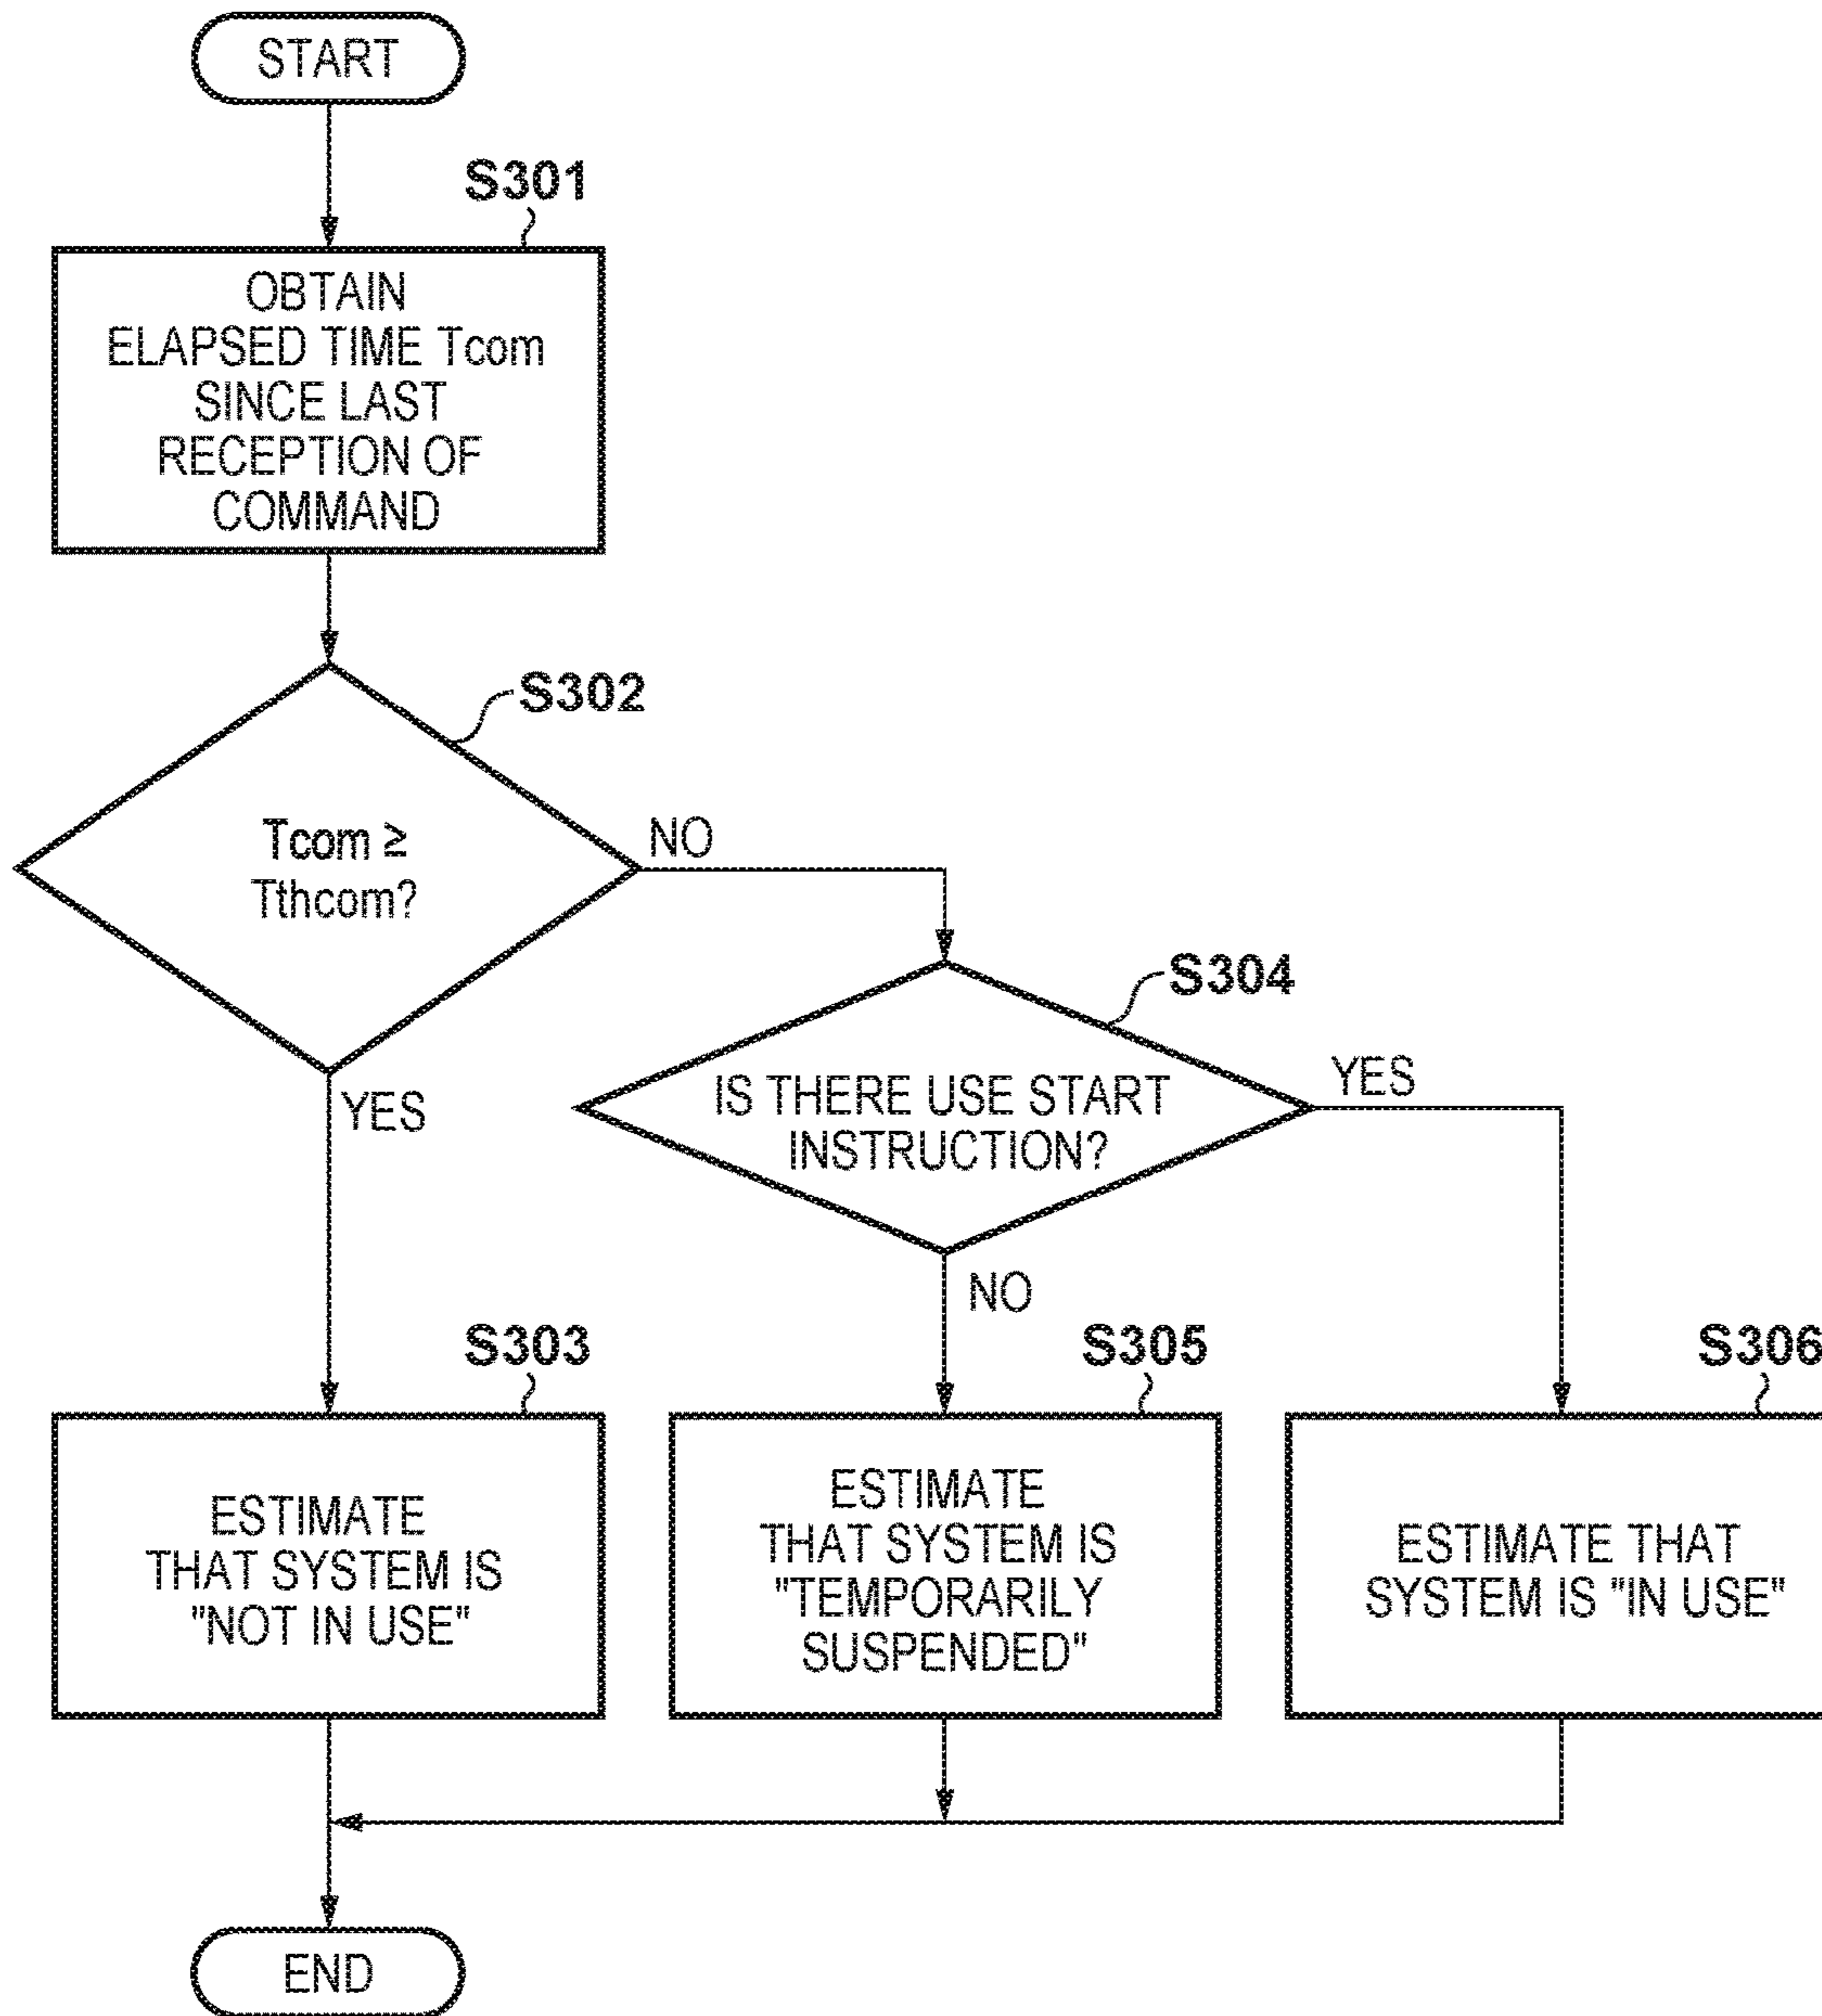 START
S301
OBTAIN
ELAPSED TIME Tcom
SINCE LAST
RECEPTION OF
COMMAND
S302
Tcom ≥
Tthcom?
NO
YES
S304
IS THERE USE START
INSTRUCTION?
YES
NO
S303
ESTIMATE
THAT SYSTEM IS
"NOT IN USE"
S305
ESTIMATE
THAT SYSTEM IS
"TEMPORARILY
SUSPENDED"
S306
ESTIMATE THAT
SYSTEM IS "IN USE"
END